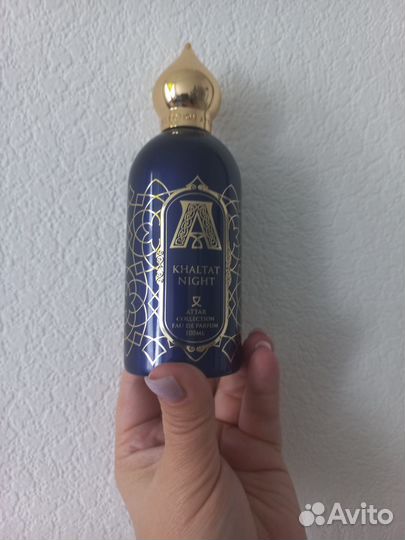 A
KHALTAT
NIGHT
ATTAR
COLLECTION
EAU DE PARFUM
100ML
Avito